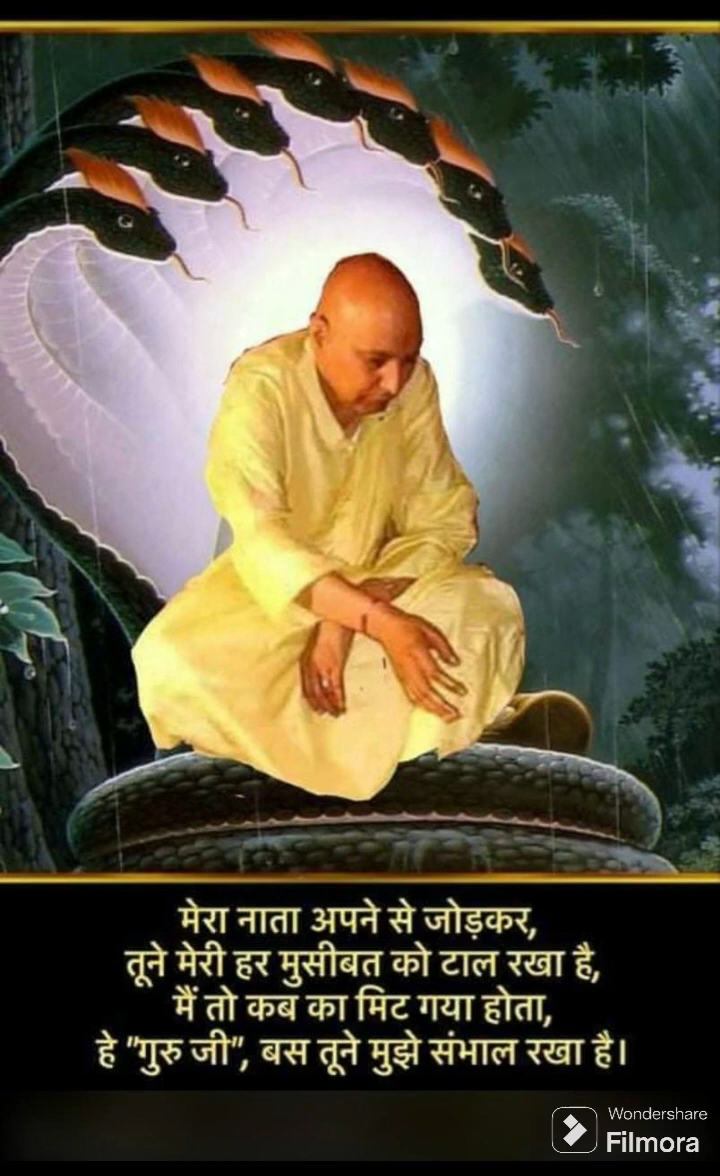 मेरा नाता अपने से जोड़कर,
तूने मेरी हर मुसीबत को टाल रखा है,
मैं तो कब का मिट गया होता,
हे "गुरु जी", बस तूने मुझे संभाल रखा है।
Wondershare
Filmora